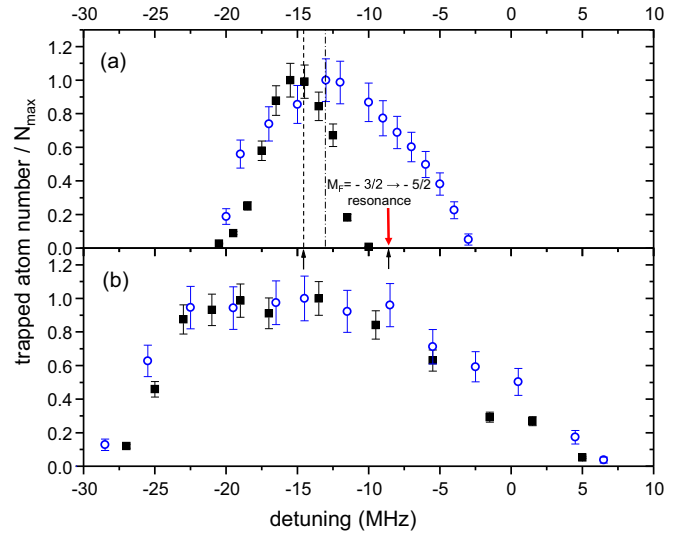 -30 -25 -20 -15 -10 -5 0 5 10
(a)
1.2
1.0
0.8
0.6
0.4
0.2
0.0
M_F= - 3/2 → - 5/2
resonance
(b)
1.2
1.0
0.8
0.6
0.4
0.2
0.0
trapped atom number / N_max
-30 -25 -20 -15 -10 -5 0 5 10
detuning (MHz)